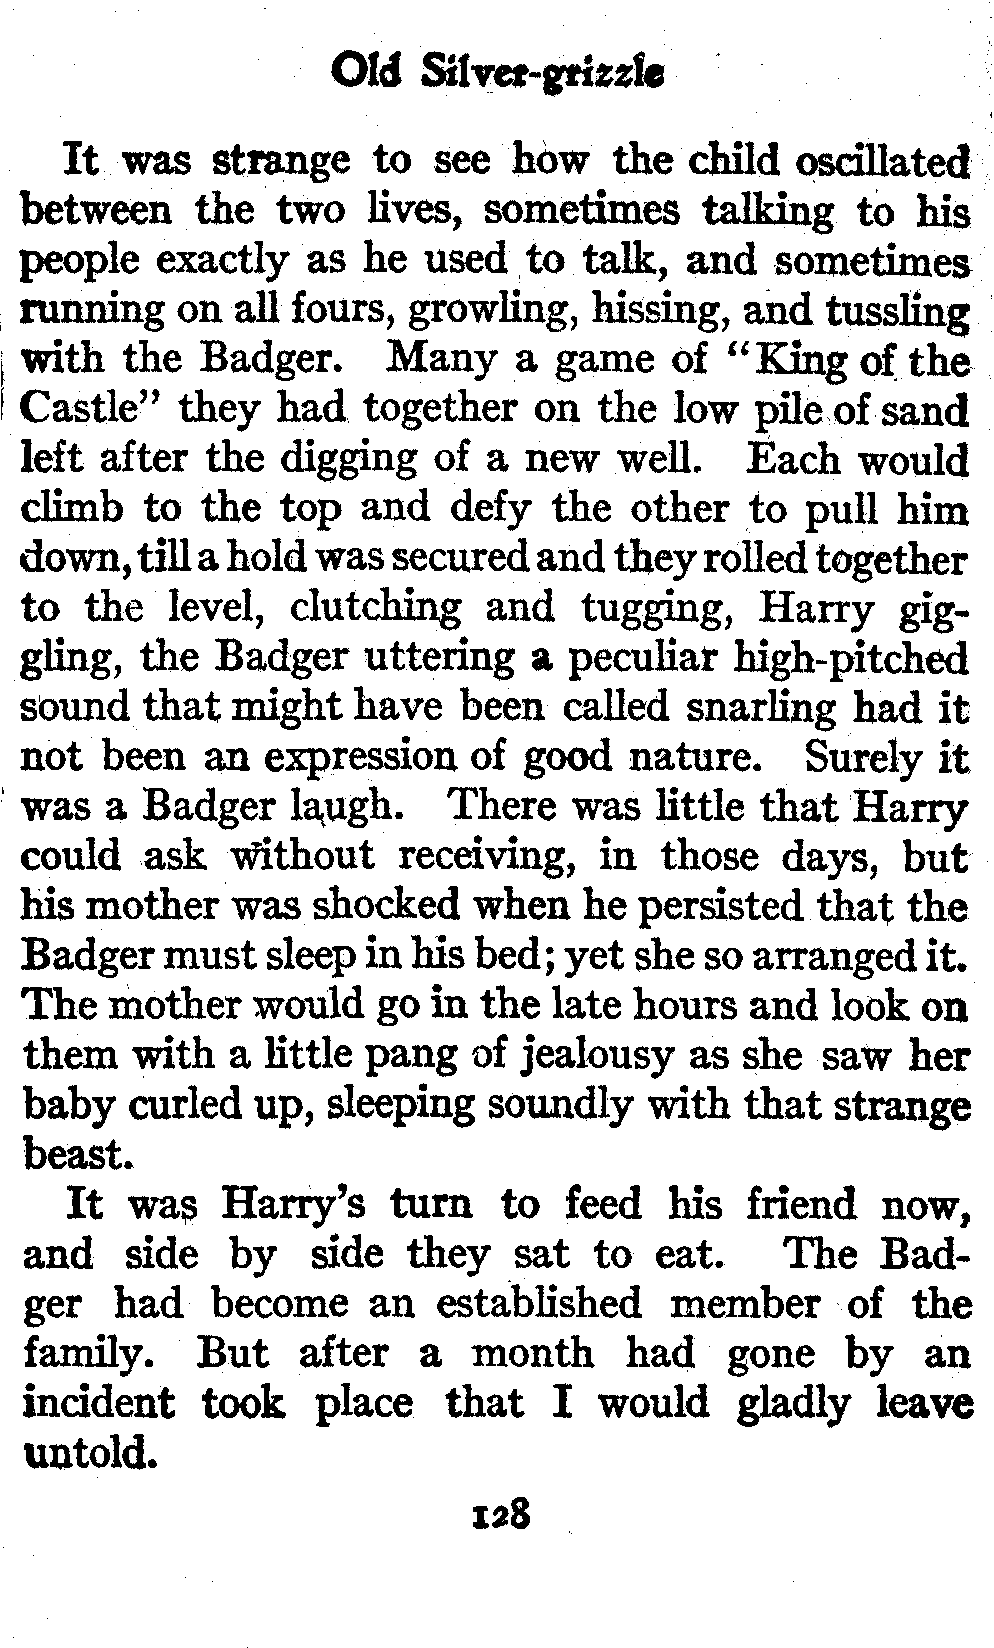 Old Silver-grizzle
It was strange to see how the child oscillated
between the two lives, sometimes talking to his
people exactly as he used to talk, and sometimes
running on all fours, growling, hissing, and tussling
with the Badger. Many a game of "King of the
Castle" they had together on the low pile of sand
left after the digging of a new well. Each would
climb to the top and defy the other to pull him
down, till a hold was secured and they rolled together
to the level, clutching and tugging, Harry gig-
gling, the Badger uttering a peculiar high-pitched
sound that might have been called snarling had it
not been an expression of good nature. Surely it
was a Badger laugh. There was little that Harry
could ask without receiving, in those days, but
his mother was shocked when he persisted that the
Badger must sleep in his bed; yet she so arranged it.
The mother would go in the late hours and look on
them with a little pang of jealousy as she saw her
baby curled up, sleeping soundly with that strange
beast.
It was Harry's turn to feed his friend now,
and side by side they sat to eat. The Bad-
ger had become an established member of the
family. But after a month had gone by an
incident took place that I would gladly leave
untold.
128